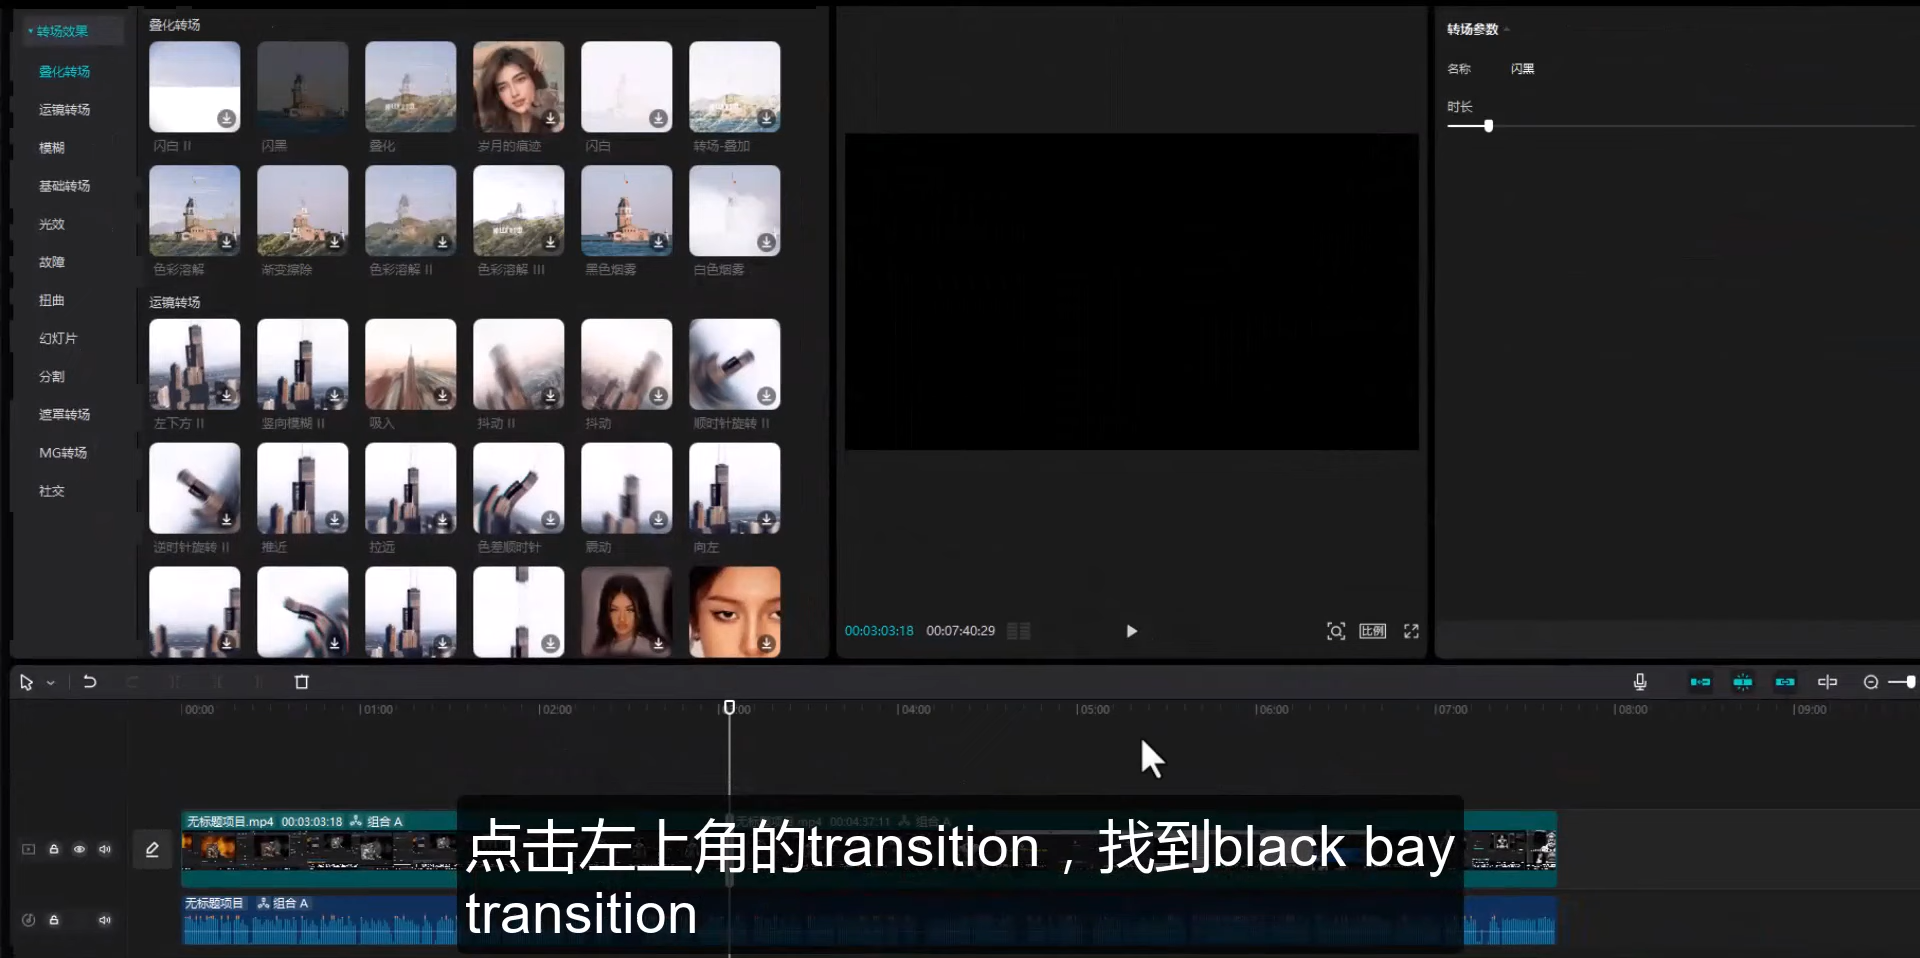 转场效果
叠化转场
运镜转场
模糊
基础转场
光效
故障
扭曲
幻灯片
分割
遮罩转场
MG转场
社交
叠化转场
闪白 II 闪黑 叠化 岁月的痕迹 闪白 转场-叠加
色彩溶解 渐变擦除 色彩溶解 II 色彩溶解 III 黑色烟雾 白色烟雾
运镜转场
左下方 II 竖向模糊 II 吸入 抖动 II 抖动 顺时针旋转 II
逆时针旋转 II 推近 拉远 色差顺时针 震动 向左
00:03:03:18 00:07:40:29
比例
转场参数
名称 闪黑
时长
00:00 01:00 02:00 04:00 05:00 06:00 07:00 08:00 09:00
无标题项目.mp4 00:03:03:18 组合 A
无标题项目.mp4 00:04:37:11 组合 A
无标题项目 组合 A
点击左上角的transition，找到black bay
transition